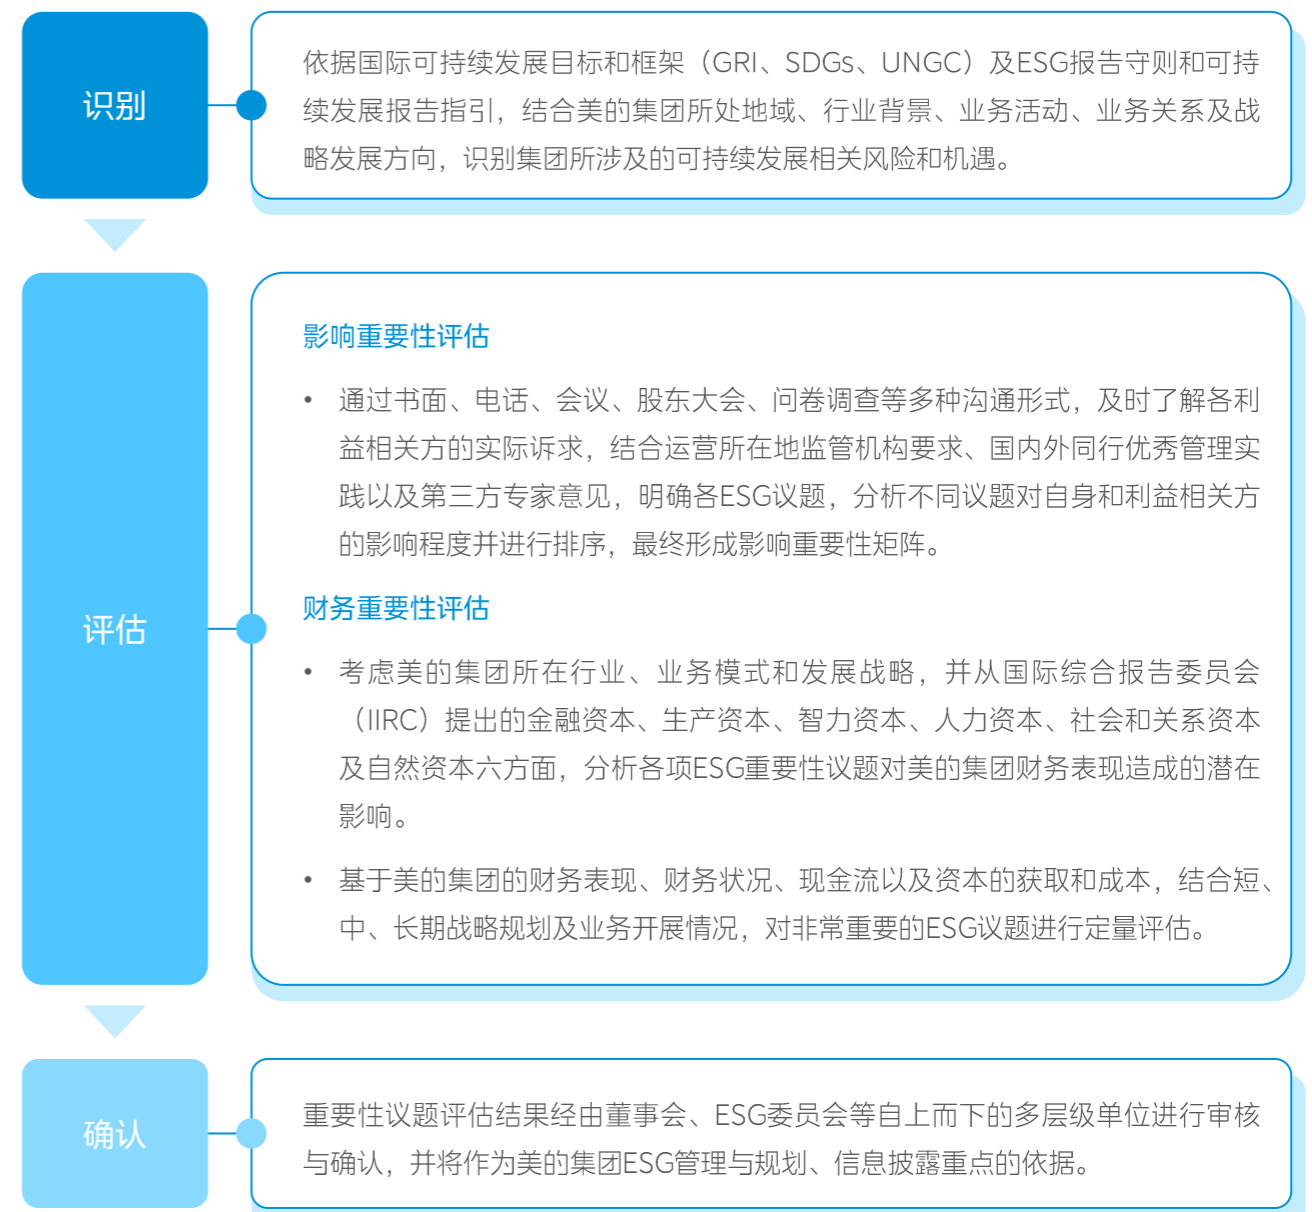 识别
依据国际可持续发展目标和框架（GRI、SDGs、UNGC）及ESG报告守则和可持
续发展报告指引，结合美的集团所处地域、行业背景、业务活动、业务关系及战
略发展方向，识别集团所涉及的可持续发展相关风险和机遇。
评估
影响重要性评估
• 通过书面、电话、会议、股东大会、问卷调查等多种沟通形式，及时了解各利
益相关方的实际诉求，结合运营所在地监管机构要求、国内外同行优秀管理实
践以及第三方专家意见，明确各ESG议题，分析不同议题对自身和利益相关方
的影响程度并进行排序，最终形成影响重要性矩阵。
财务重要性评估
• 考虑美的集团所在行业、业务模式和发展战略，并从国际综合报告委员会
（IIRC）提出的金融资本、生产资本、智力资本、人力资本、社会和关系资本
及自然资本六方面，分析各项ESG重要性议题对美的集团财务表现造成的潜在
影响。
• 基于美的集团的财务表现、财务状况、现金流以及资本的获取和成本，结合短、
中、长期战略规划及业务开展情况，对非常重要的ESG议题进行定量评估。
确认
重要性议题评估结果经由董事会、ESG委员会等自上而下的多层级单位进行审核
与确认，并将作为美的集团ESG管理与规划、信息披露重点的依据。